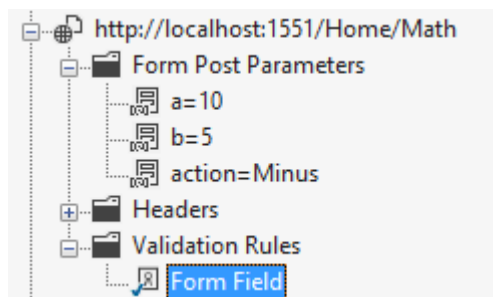 http://localhost:1551/Home/Math
Form Post Parameters
a=10
b=5
action=Minus
Headers
Validation Rules
Form Field